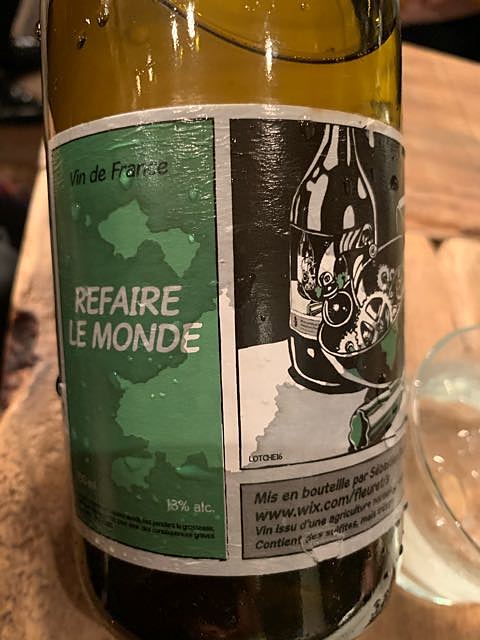 Vin de France
REFAIRE
LE MONDE
13% alc.
LOTCHE16
Mis en bouteille par
www.wix.com/fleuret/s
Vin issu d'une agriculture
Contient des sulfites, mais